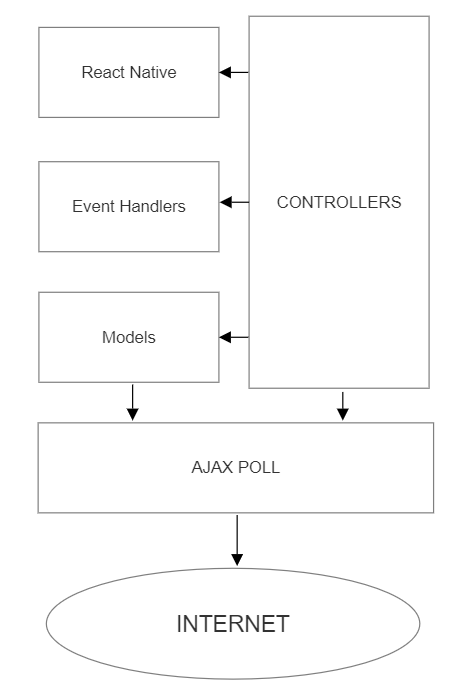 React Native
CONTROLLERS
Event Handlers
Models
AJAX POLL
INTERNET